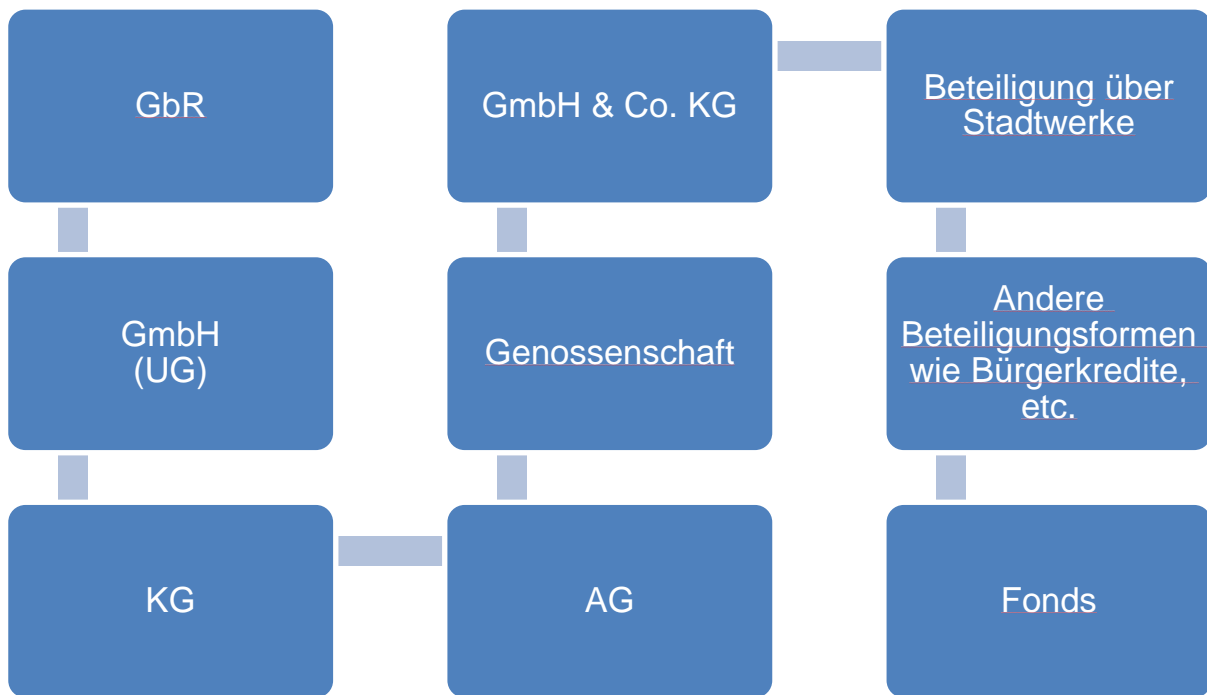 GbR
GmbH
(UG)
KG
AG
Genossenschaft
GmbH & Co. KG
Beteiligung über
Stadtwerke
Andere
Beteiligungsformen
wie Bürgerkredite,
etc.
Fonds